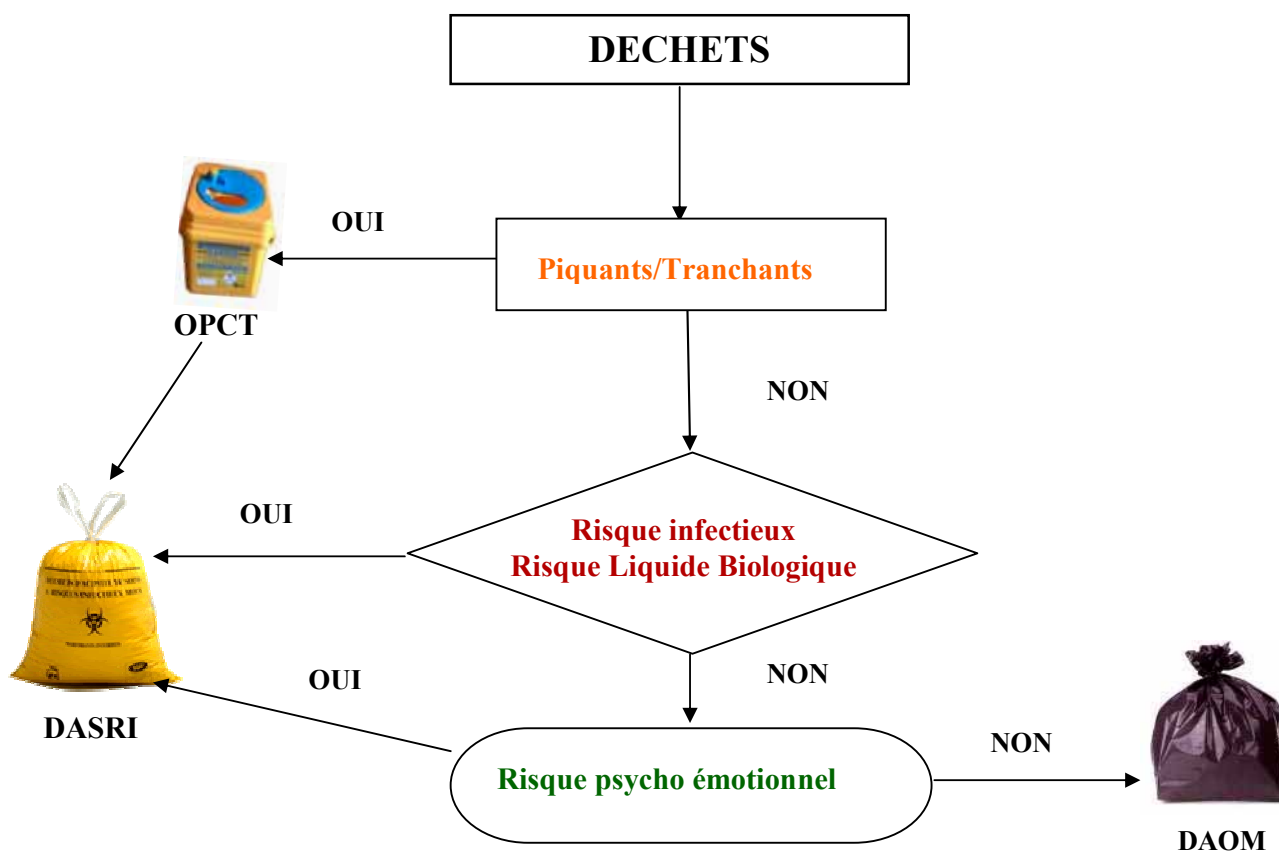 DECHETS
OUI
Piquants/Tranchants
OPCT
NON
OUI
Risque infectieux
Risque Liquide Biologique
OUI
NON
DASRI
NON
Risque psycho émotionnel
DAOM